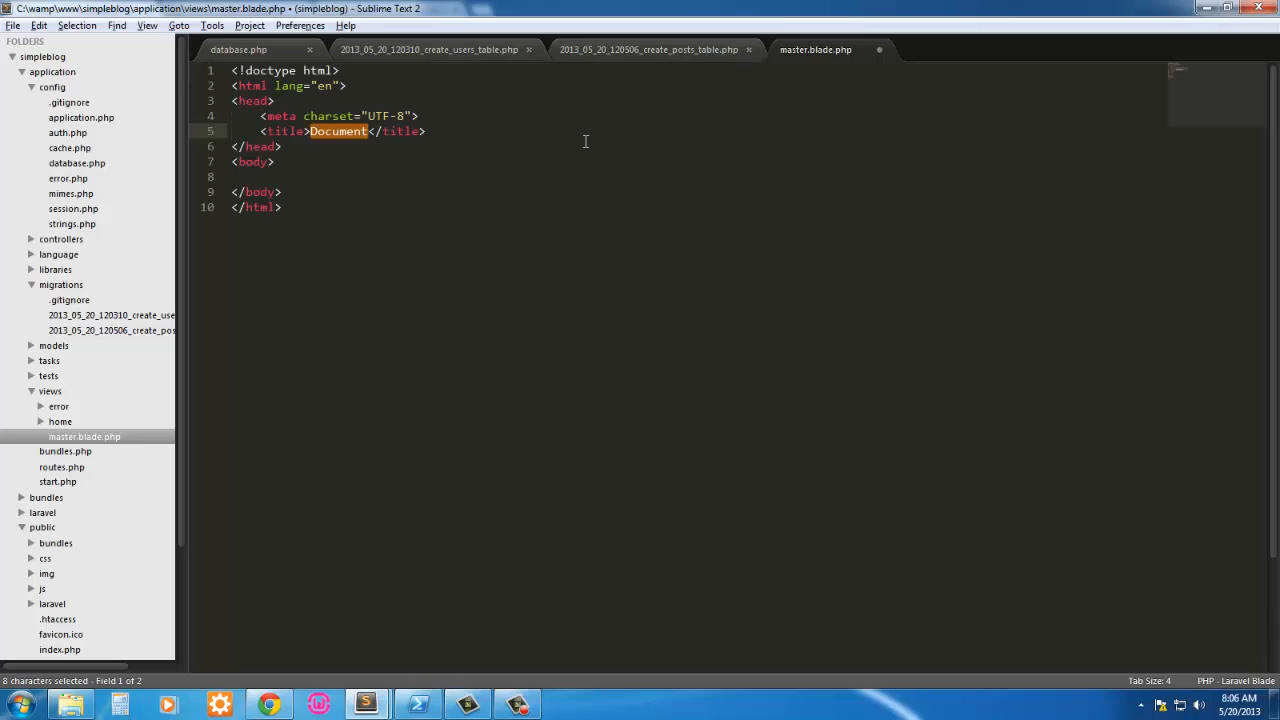 C:\wamp\www\simpleblog\application\views\master.blade.php • (simpleblog) - Sublime Text 2
File Edit Selection Find View Goto Tools Project Preferences Help
FOLDERS
simpleblog
application
config
.gitignore
application.php
auth.php
cache.php
database.php
error.php
mimes.php
session.php
strings.php
controllers
language
libraries
migrations
.gitignore
2013_05_20_120310_create_use
2013_05_20_120506_create_pos
models
tasks
tests
views
error
home
master.blade.php
bundles.php
routes.php
start.php
bundles
laravel
public
bundles
css
img
js
laravel
.htaccess
favicon.ico
index.php
database.php × 2013_05_20_120310_create_users_table.php × 2013_05_20_120506_create_posts_table.php × master.blade.php
1 <!doctype html>
2 <html lang="en">
3 <head>
4 <meta charset="UTF-8">
5 <title>Document</title>
6 </head>
7 <body>
8
9 </body>
10 </html>
8 characters selected - Field 1 of 2 Tab Size: 4 PHP - Laravel Blade
8:06 AM
5/20/2013